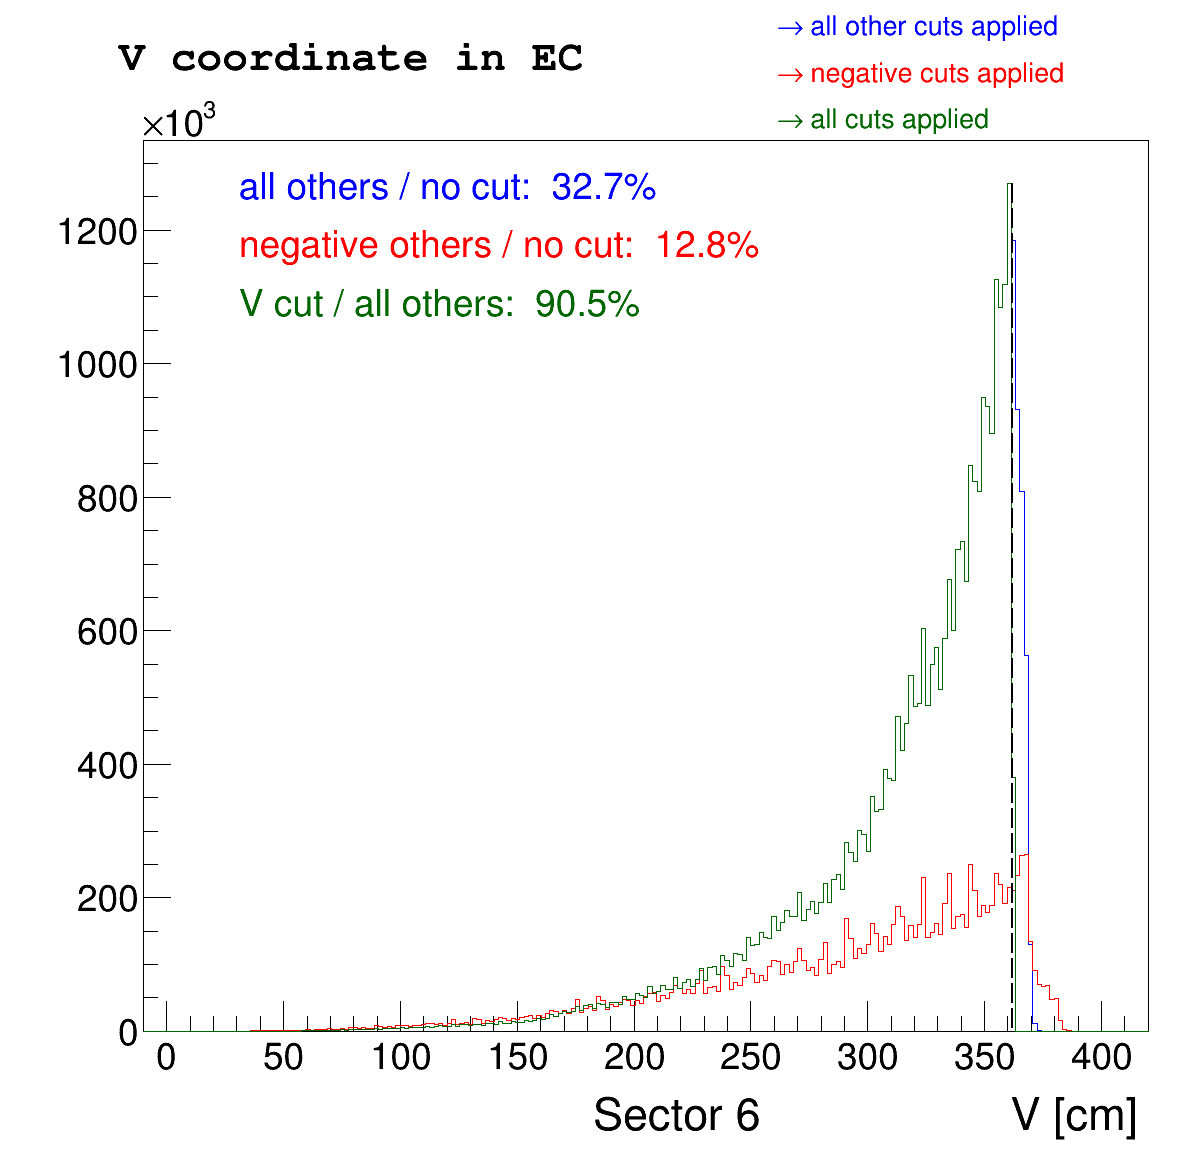 → all other cuts applied
V coordinate in EC
→ negative cuts applied
→ all cuts applied
×10³
all others / no cut: 32.7%
negative others / no cut: 12.8%
V cut / all others: 90.5%
1200
1000
800
600
400
200
0
0 50 100 150 200 250 300 350 400
Sector 6
V [cm]